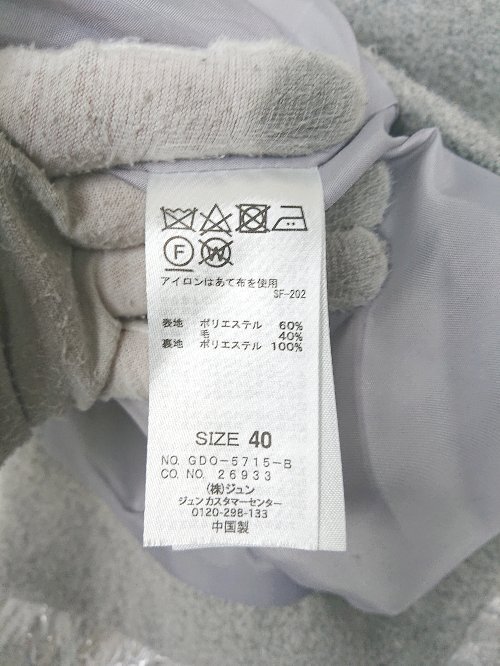 F W
アイロンはあて布を使用
SF-202
表地 ポリエステル 60%
毛 40%
裏地 ポリエステル 100%
SIZE 40
NO. GDO-5715-B
CO. NO. 26933
(株)ジュン
ジュン カスタマーセンター
0120-298-133
中国製